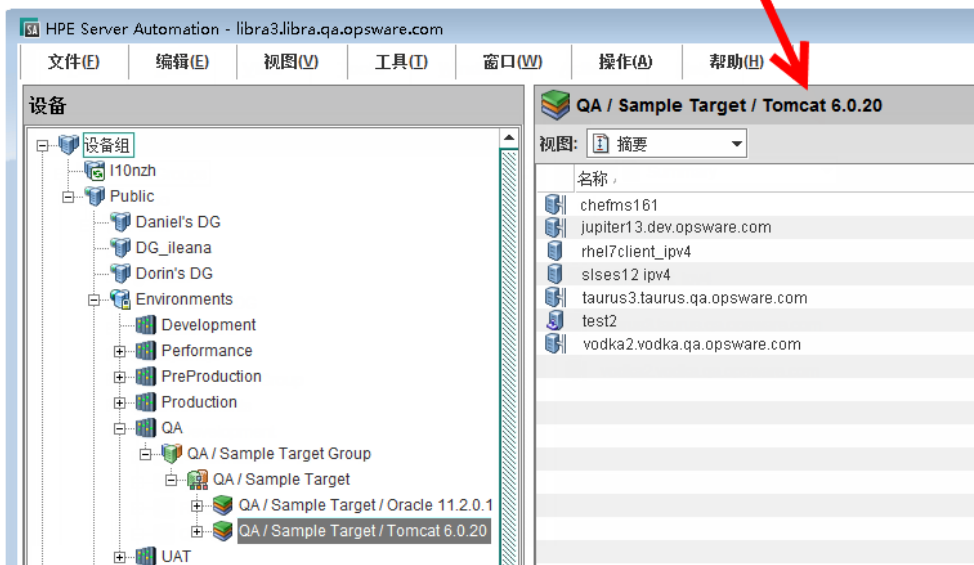 HPE Server Automation - libra3.libra.qa.opsware.com
文件(F) 编辑(E) 视图(V) 工具(T) 窗口(W) 操作(A) 帮助(H)
设备
设备组
l10nzh
Public
Daniel's DG
DG_ileana
Dorin's DG
Environments
Development
Performance
PreProduction
Production
QA
QA / Sample Target Group
QA / Sample Target
QA / Sample Target / Oracle 11.2.0.1
QA / Sample Target / Tomcat 6.0.20
UAT
QA / Sample Target / Tomcat 6.0.20
视图: 摘要
名称
chefms161
jupiter13.dev.opsware.com
rhel7client_ipv4
slses12 ipv4
taurus3.taurus.qa.opsware.com
test2
vodka2.vodka.qa.opsware.com